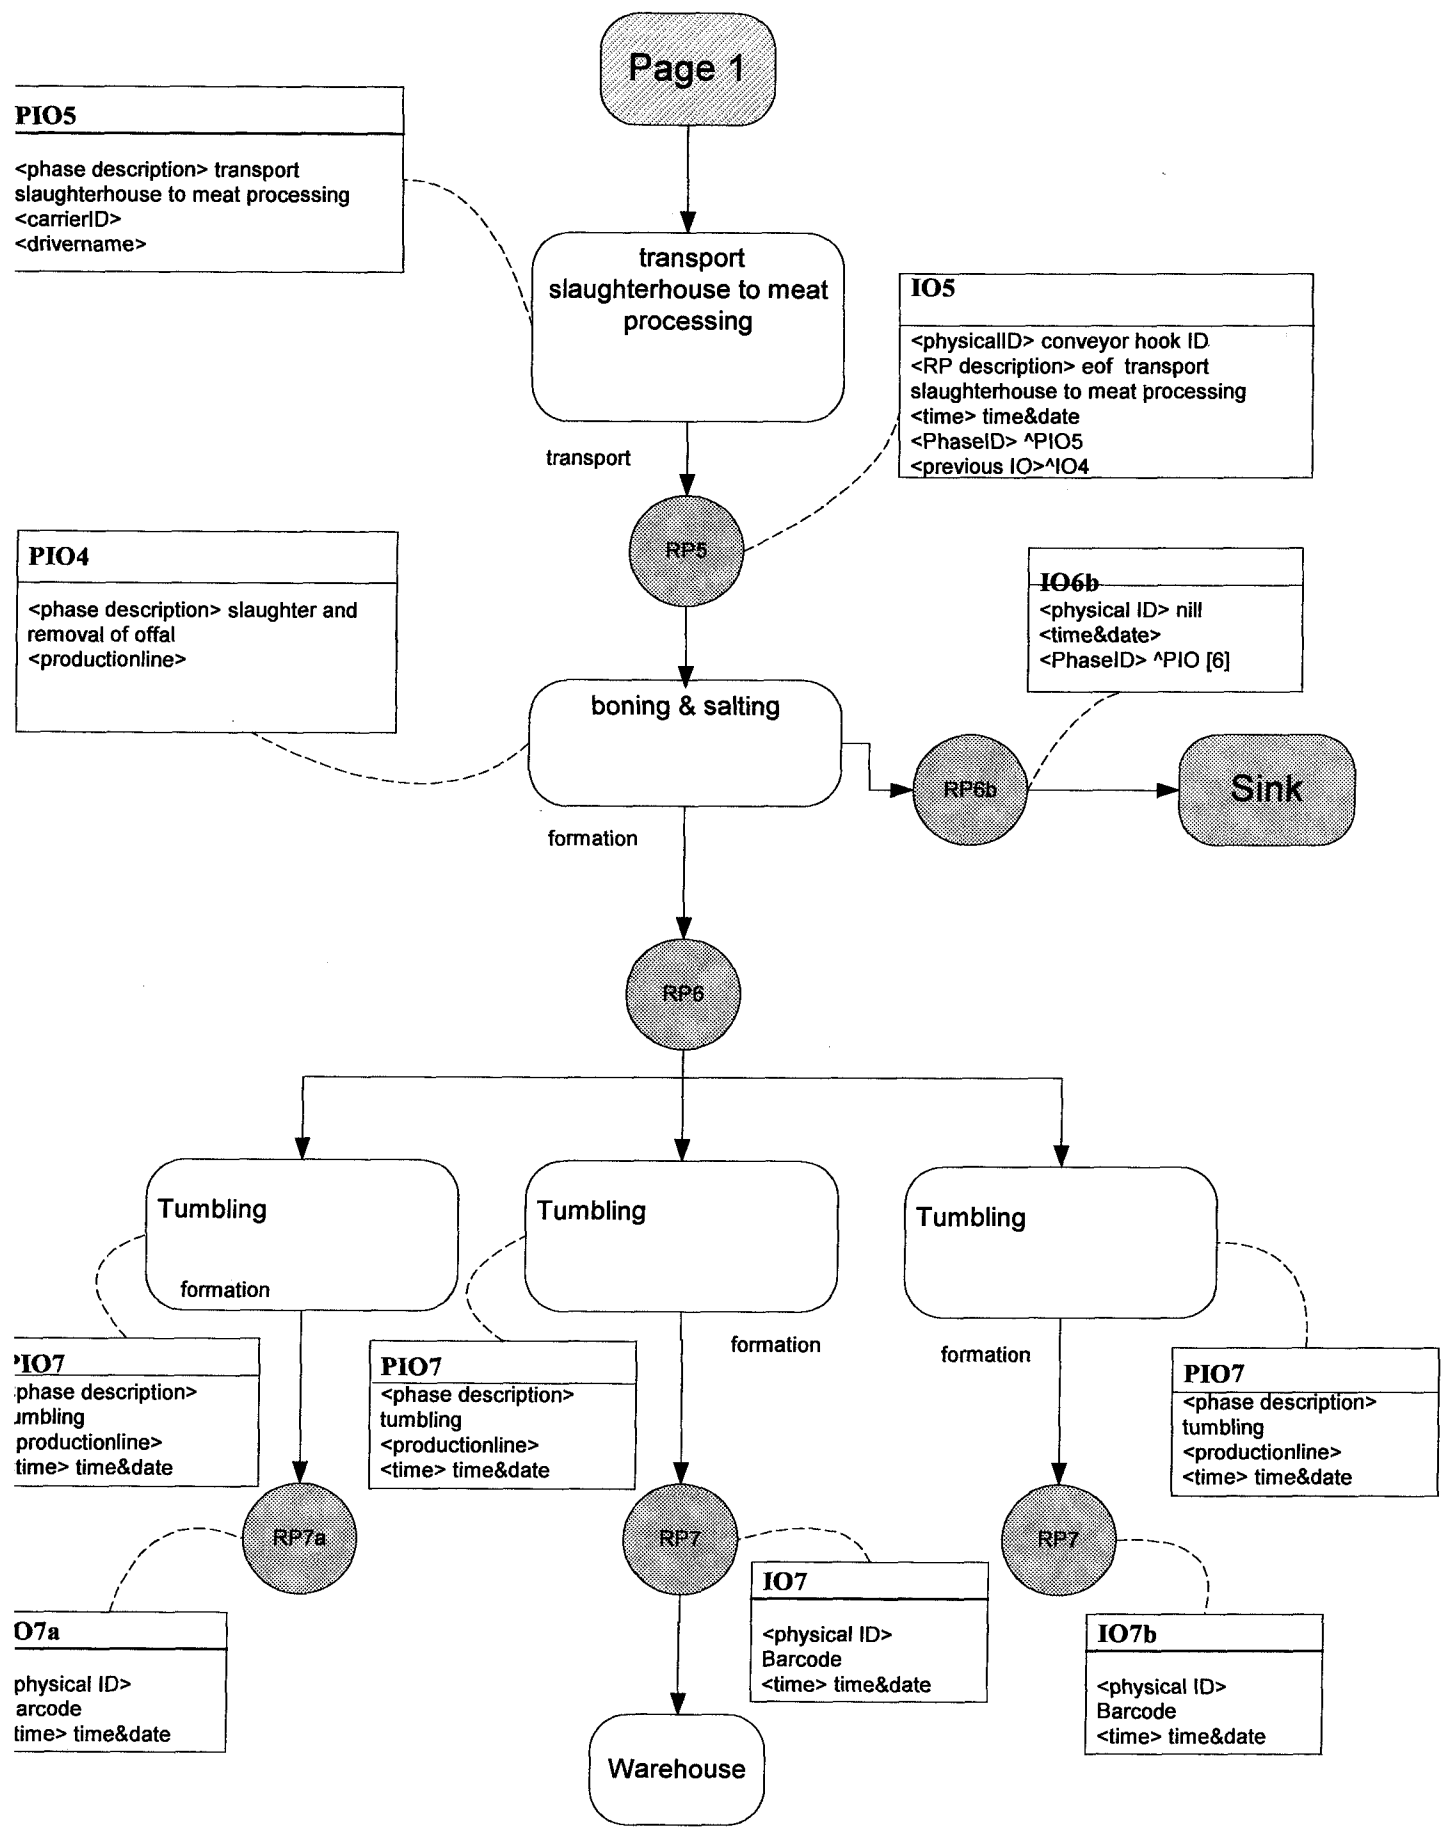 Page 1
PIO5
<phase description> transport
slaughterhouse to meat processing
<carrierID>
<drivername>
transport
slaughterhouse to meat
processing
IO5
<physicalID> conveyor hook ID
<RP description> eof transport
slaughterhouse to meat processing
<time> time&date
<PhaseID> ^PIO5
<previous IO>^IO4
transport
RP5
PIO4
<phase description> slaughter and
removal of offal
<productionline>
IO6b
<physical ID> nill
<time&date>
<PhaseID> ^PIO [6]
boning & salting
RP6b
Sink
formation
RP6
Tumbling
Tumbling
Tumbling
formation
formation
formation
PIO7
phase description>
umbling
productionline>
time> time&date
PIO7
<phase description>
tumbling
<productionline>
<time> time&date
PIO7
<phase description>
tumbling
<productionline>
<time> time&date
RP7a
RP7
RP7
IO7
<physical ID>
Barcode
<time> time&date
IO7a
physical ID>
arcode
time> time&date
IO7b
<physical ID>
Barcode
<time> time&date
Warehouse